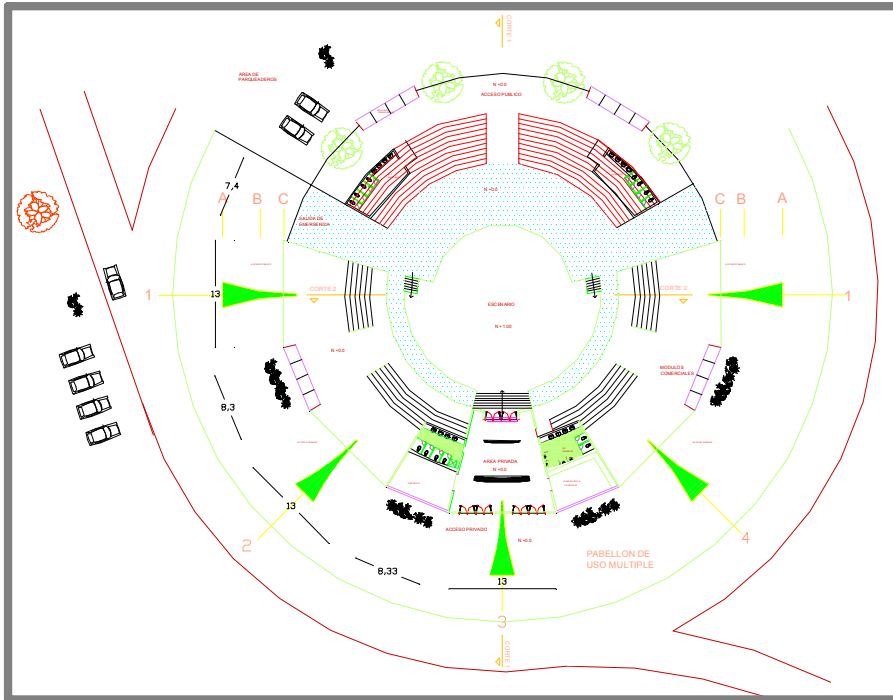 CORTE 1
AREA DE
PARQUEADEROS
N +0.0
ACCESO PUBLICO
7,4
A
B
C
N +0.0
SALIDA DE
EMERGENCIA
C
B
A
1
13
CORTE 2
ESCENARIO
N + 1.00
CORTE 2
1
N +0.0
MODULOS
COMERCIALES
8,3
AREA PRIVADA
N +0.0
13
2
ACCESO PRIVADO
N +0.0
4
PABELLON DE
USO MULTIPLE
8,33
13
3
CORTE 1